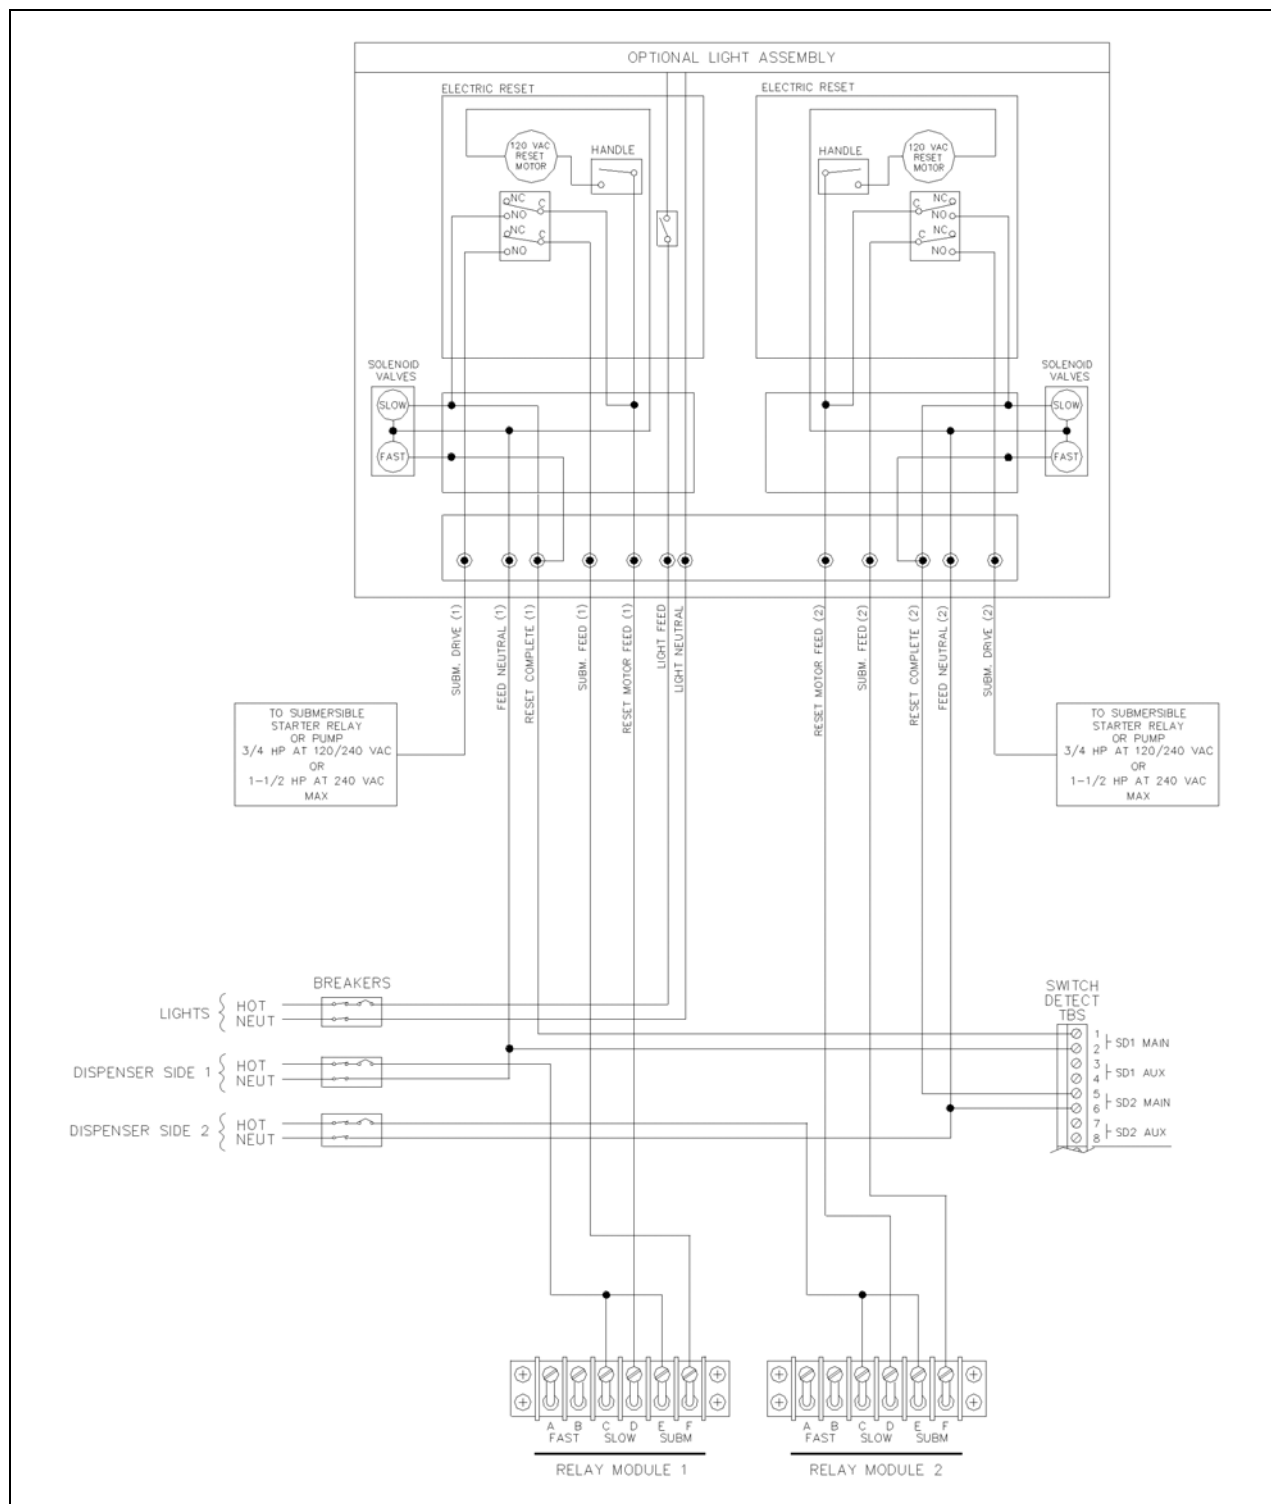 OPTIONAL LIGHT ASSEMBLY
ELECTRIC RESET
ELECTRIC RESET
120 VAC
RESET
MOTOR
HANDLE
HANDLE
120 VAC
RESET
MOTOR
NC
C
NO
NC
C
NO
C
NC
NO
C
NC
NO
SOLENOID
VALVES
SLOW
FAST
SOLENOID
VALVES
SLOW
FAST
SUBM. DRIVE (1)
FEED NEUTRAL (1)
RESET COMPLETE (1)
SUBM. FEED (1)
RESET MOTOR FEED (1)
LIGHT FEED
LIGHT NEUTRAL
RESET MOTOR FEED (2)
SUBM. FEED (2)
RESET COMPLETE (2)
FEED NEUTRAL (2)
SUBM. DRIVE (2)
TO SUBMERSIBLE
STARTER RELAY
OR PUMP
3/4 HP AT 120/240 VAC
OR
1-1/2 HP AT 240 VAC
MAX
TO SUBMERSIBLE
STARTER RELAY
OR PUMP
3/4 HP AT 120/240 VAC
OR
1-1/2 HP AT 240 VAC
MAX
BREAKERS
LIGHTS
HOT
NEUT
DISPENSER SIDE 1
HOT
NEUT
DISPENSER SIDE 2
HOT
NEUT
SWITCH
DETECT
TBS
1
2
SD1 MAIN
3
4
SD1 AUX
5
6
SD2 MAIN
7
8
SD2 AUX
A B C D E F
FAST SLOW SUBM
RELAY MODULE 1
A B C D E F
FAST SLOW SUBM
RELAY MODULE 2